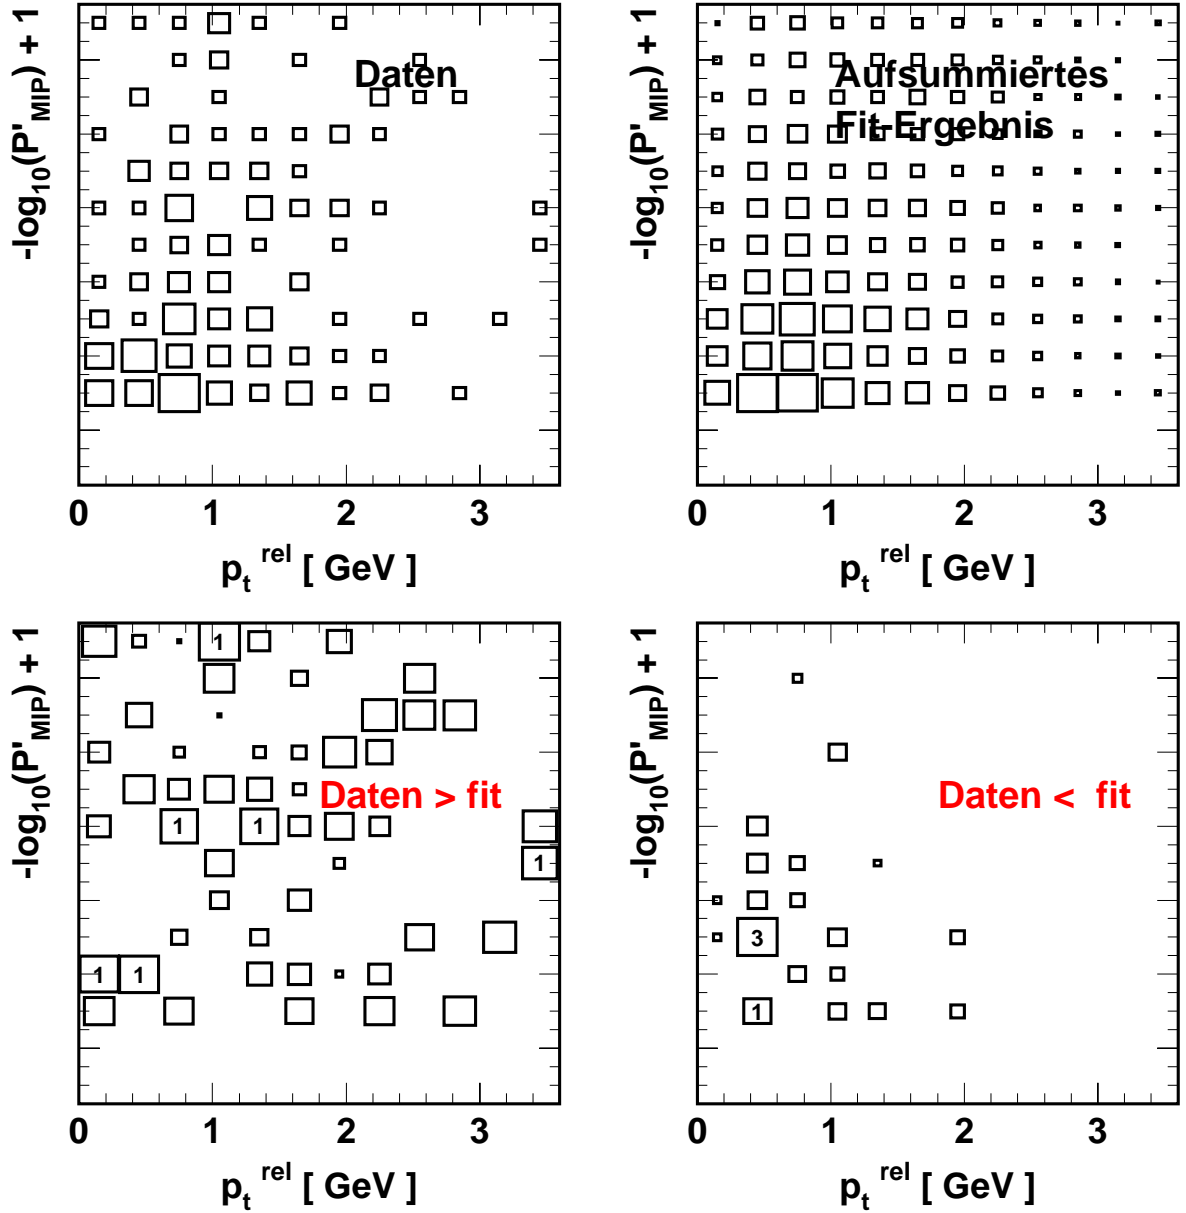 -log10(P'MIP) + 1
Daten
0 1 2 3
pt rel [ GeV ]
-log10(P'MIP) + 1
Aufsummiertes
Fit-Ergebnis
0 1 2 3
pt rel [ GeV ]
-log10(P'MIP) + 1
1
Daten > fit
1 1
1
1 1
0 1 2 3
pt rel [ GeV ]
-log10(P'MIP) + 1
Daten < fit
3
1
0 1 2 3
pt rel [ GeV ]